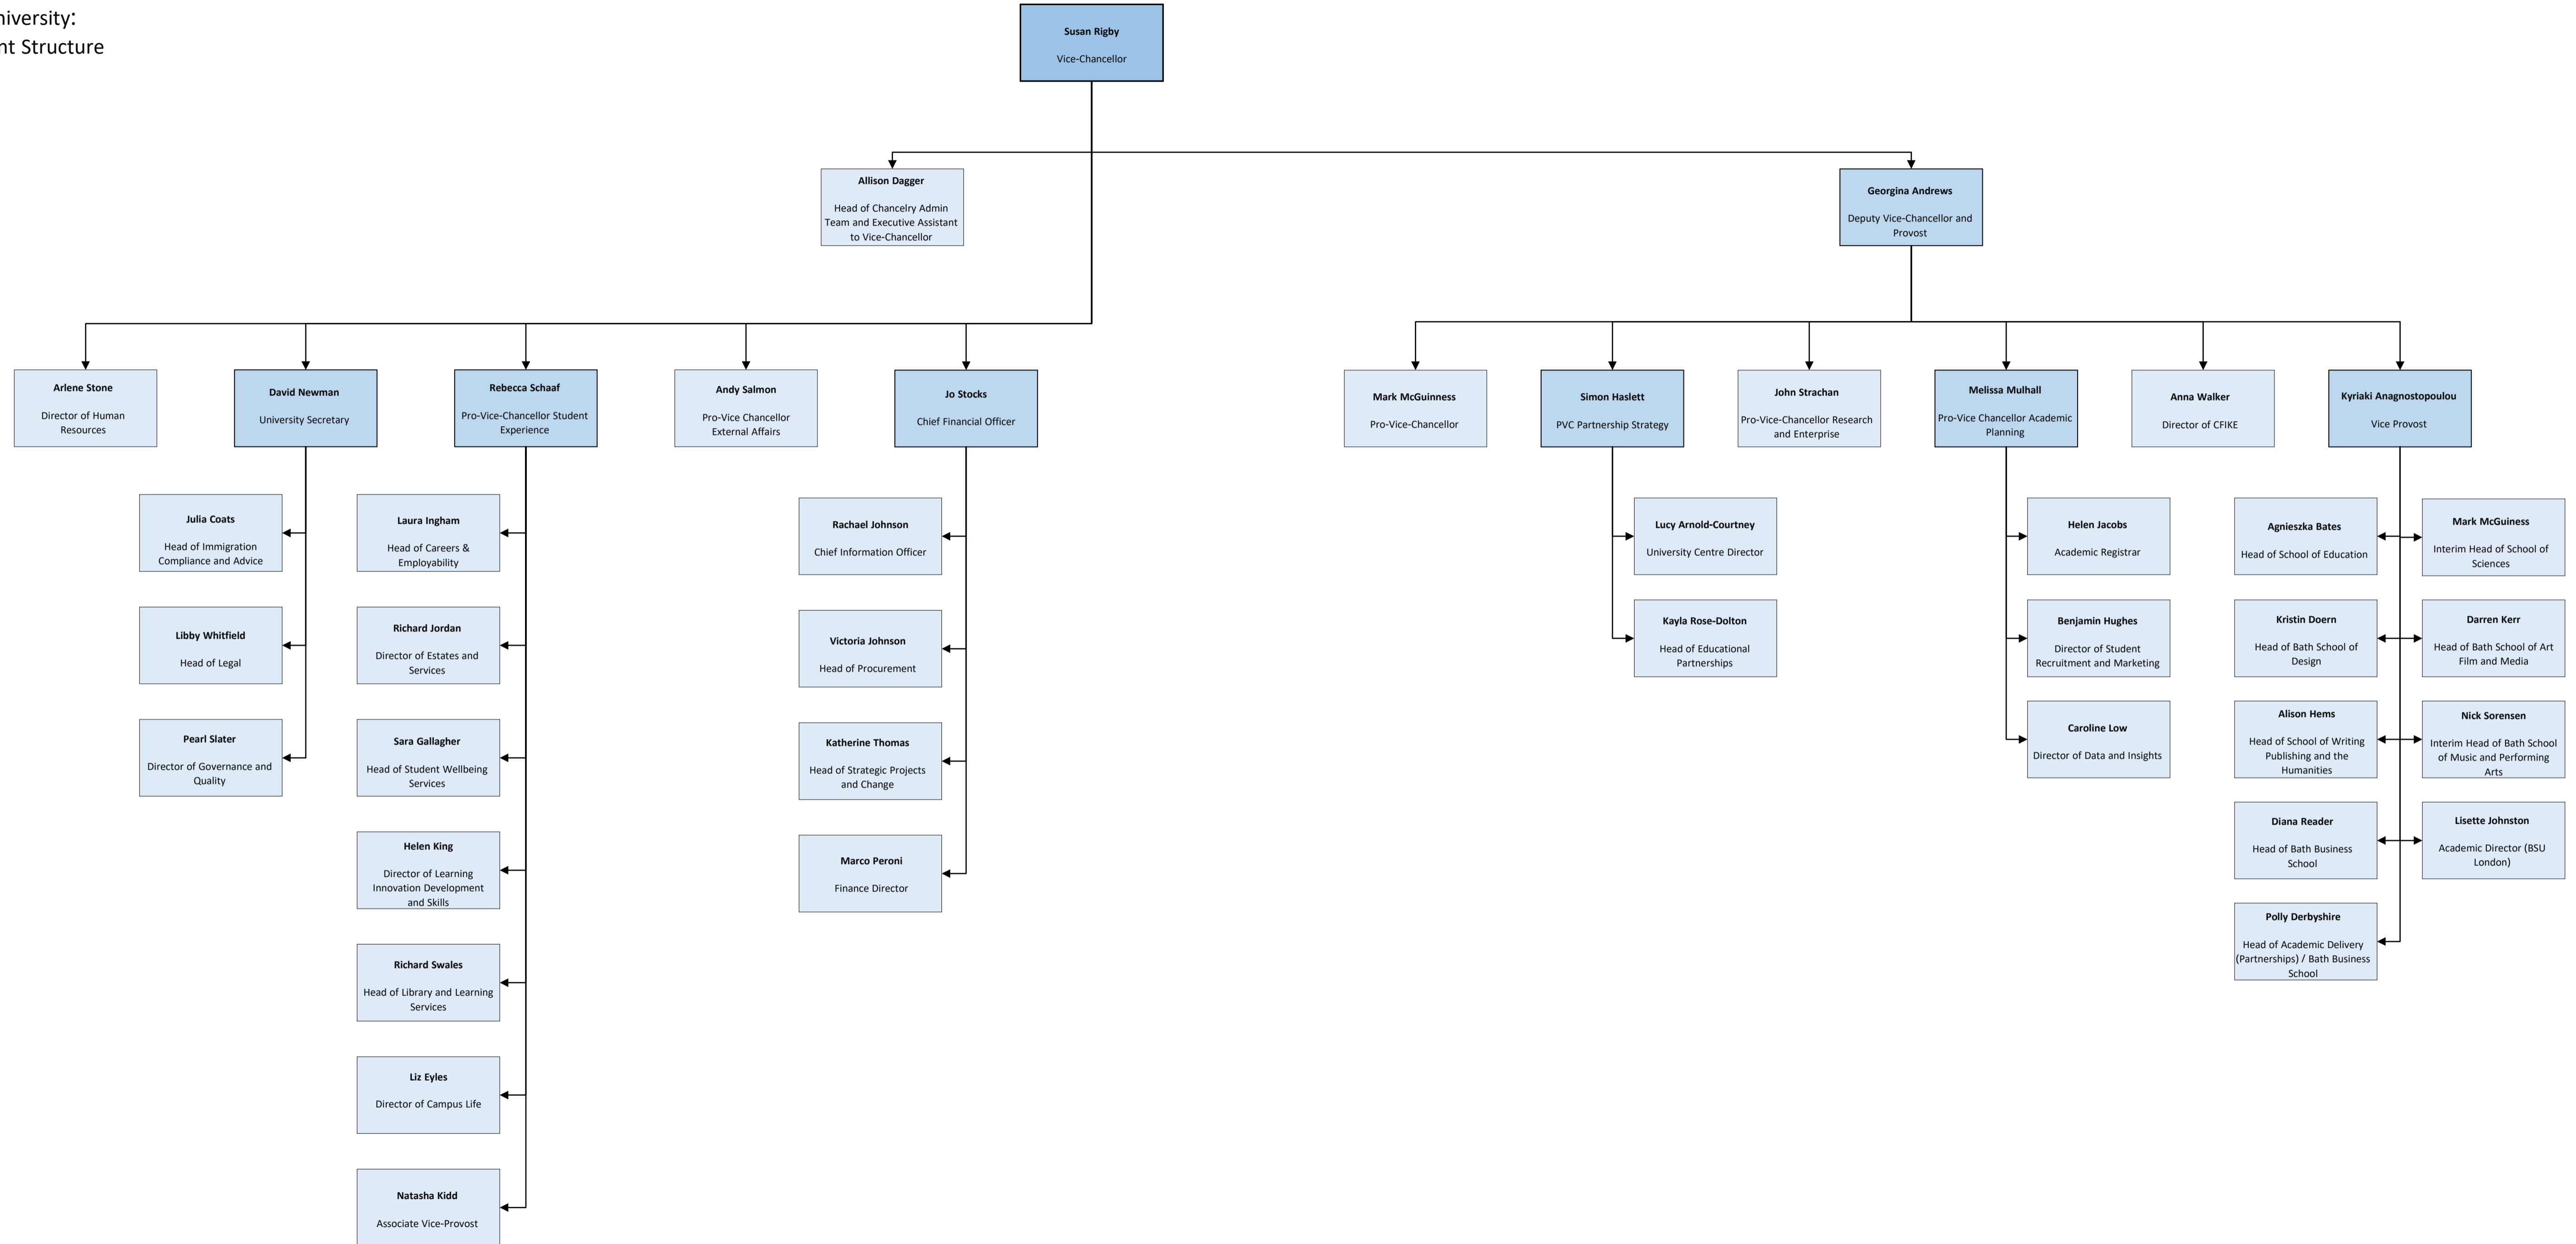 niversity:
nt Structure
Susan Rigby
Vice-Chancellor
Allison Dagger
Head of Chancelry Admin
Team and Executive Assistant
to Vice-Chancellor
Georgina Andrews
Deputy Vice-Chancellor and
Provost
Arlene Stone
Director of Human
Resources
David Newman
University Secretary
Rebecca Schaaf
Pro-Vice-Chancellor Student
Experience
Andy Salmon
Pro-Vice Chancellor
External Affairs
Jo Stocks
Chief Financial Officer
Mark McGuinness
Pro-Vice-Chancellor
Simon Haslett
PVC Partnership Strategy
John Strachan
Pro-Vice-Chancellor Research
and Enterprise
Melissa Mulhall
Pro-Vice Chancellor Academic
Planning
Anna Walker
Director of CFIKE
Kyriaki Anagnostopoulou
Vice Provost
Julia Coats
Head of Immigration
Compliance and Advice
Libby Whitfield
Head of Legal
Pearl Slater
Director of Governance and
Quality
Laura Ingham
Head of Careers &
Employability
Richard Jordan
Director of Estates and
Services
Sara Gallagher
Head of Student Wellbeing
Services
Helen King
Director of Learning
Innovation Development
and Skills
Richard Swales
Head of Library and Learning
Services
Liz Eyles
Director of Campus Life
Natasha Kidd
Associate Vice-Provost
Rachael Johnson
Chief Information Officer
Victoria Johnson
Head of Procurement
Katherine Thomas
Head of Strategic Projects
and Change
Marco Peroni
Finance Director
Lucy Arnold-Courtney
University Centre Director
Kayla Rose-Dolton
Head of Educational
Partnerships
Helen Jacobs
Academic Registrar
Benjamin Hughes
Director of Student
Recruitment and Marketing
Caroline Low
Director of Data and Insights
Agnieszka Bates
Head of School of Education
Mark McGuiness
Interim Head of School of
Sciences
Kristin Doern
Head of Bath School of
Design
Darren Kerr
Head of Bath School of Art
Film and Media
Alison Hems
Head of School of Writing
Publishing and the
Humanities
Nick Sorensen
Interim Head of Bath School
of Music and Performing
Arts
Diana Reader
Head of Bath Business
School
Lisette Johnston
Academic Director (BSU
London)
Polly Derbyshire
Head of Academic Delivery
(Partnerships) / Bath Business
School